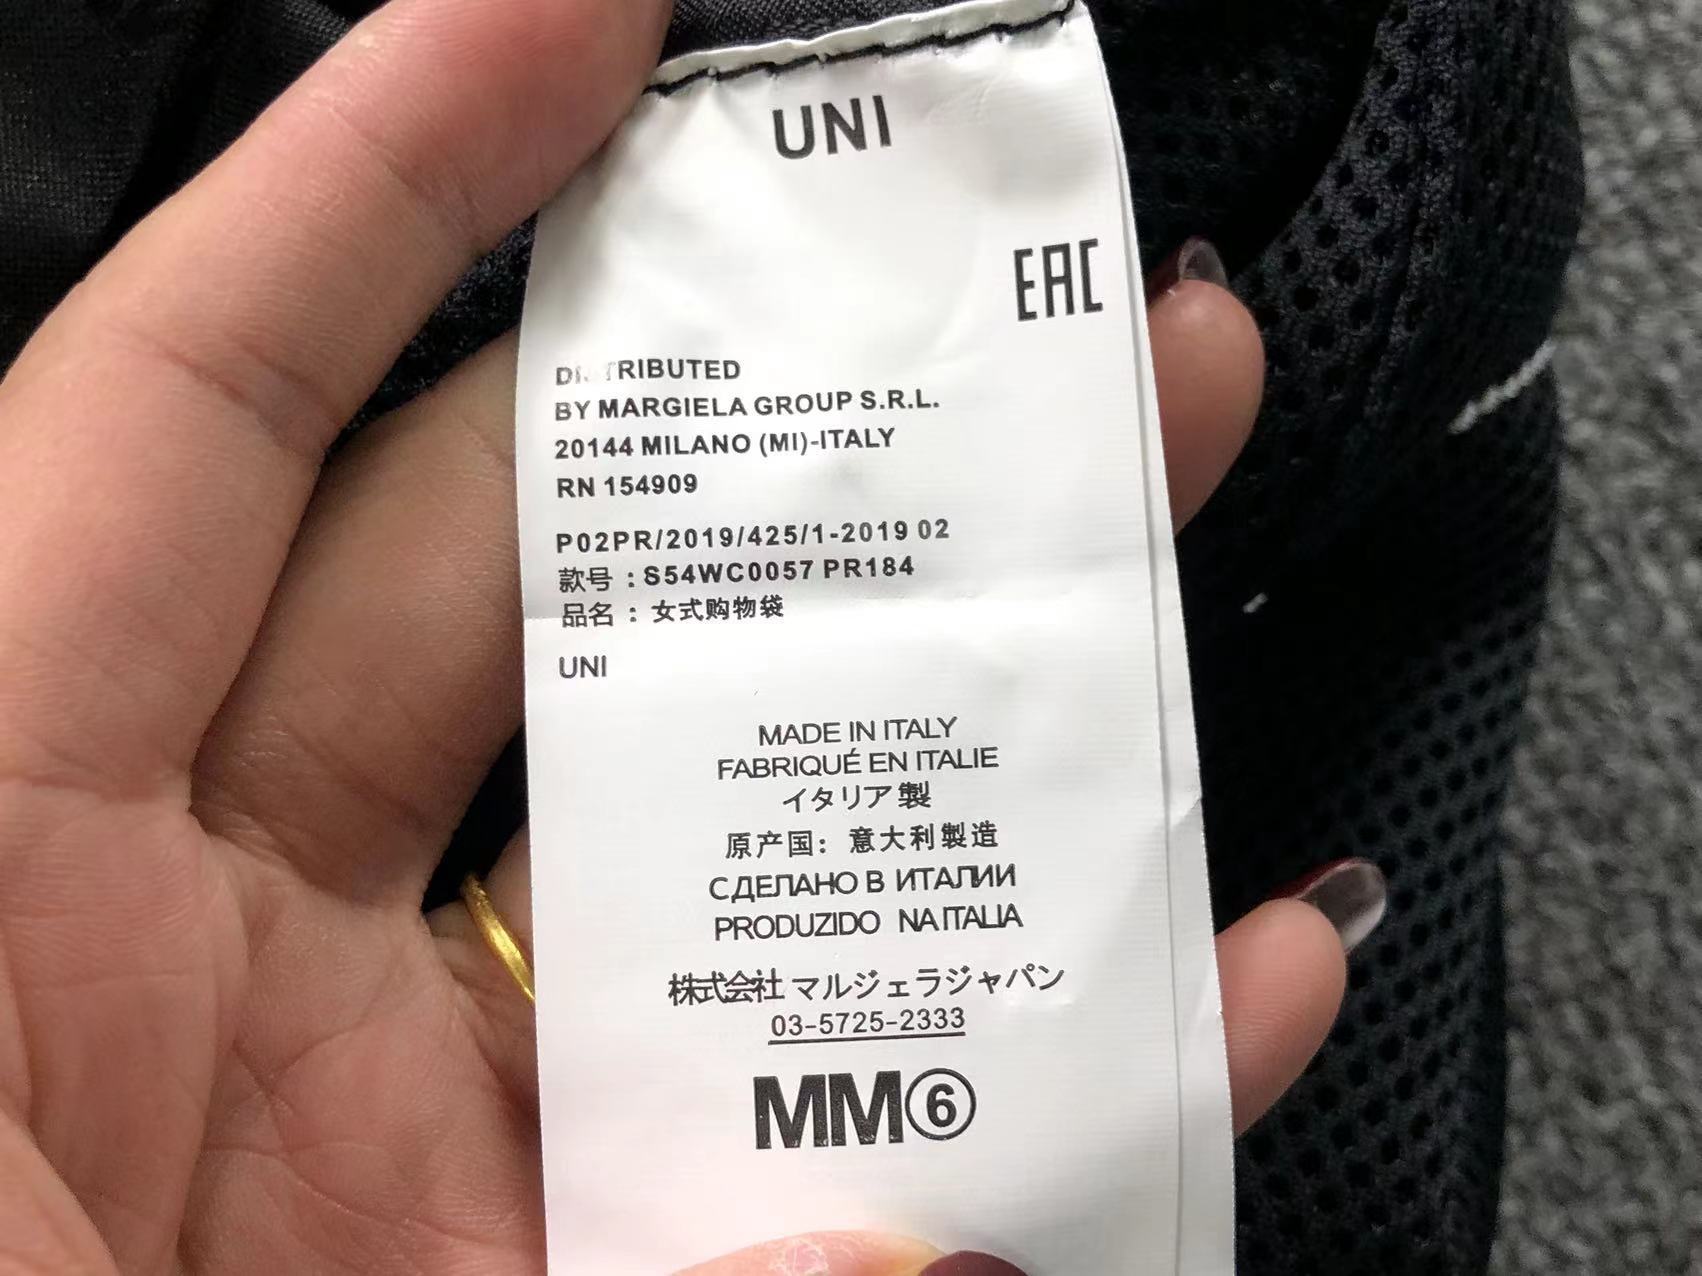 UNI
EAC
DISTRIBUTED
BY MARGIELA GROUP S.R.L.
20144 MILANO (MI)-ITALY
RN 154909
P02PR/2019/425/1-2019 02
款号：S54WC0057 PR184
品名：女式购物袋
UNI
MADE IN ITALY
FABRIQUÉ EN ITALIE
イタリア製
原产国：意大利製造
СДЕЛАНО В ИТАЛИИ
PRODUZIDO NA ITALIA
株式会社 マルジェラジャパン
03-5725-2333
MM⑥